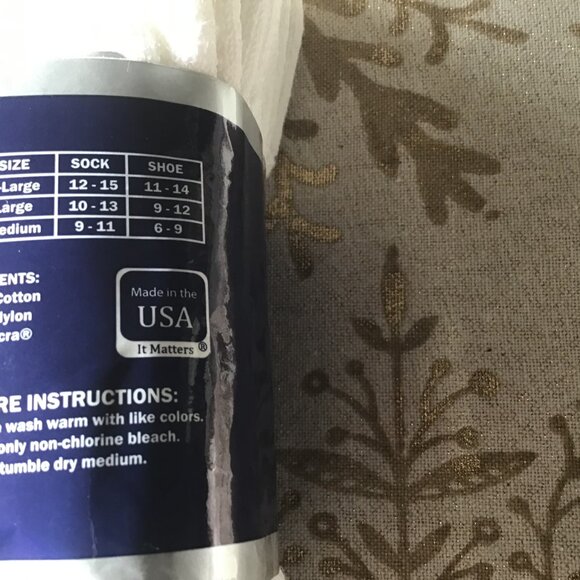 SIZE SOCK SHOE
-Large 12 - 15 11 - 14
Large 10 - 13 9 - 12
edium 9 - 11 6 - 9
ENTS:
Cotton
Nylon
cra®
Made in the
USA
It Matters ®
RE INSTRUCTIONS:
e wash warm with like colors.
only non-chlorine bleach.
tumble dry medium.